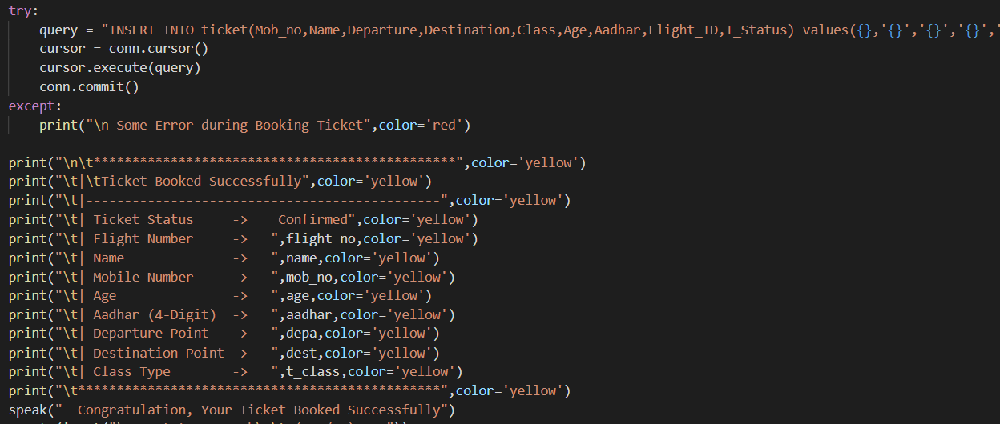 try:
    query = "INSERT INTO ticket(Mob_no,Name,Departure,Destination,Class,Age,Aadhar,Flight_ID,T_Status) values({},'{}','{}','{}','
    cursor = conn.cursor()
    cursor.execute(query)
    conn.commit()
except:
    print("\n Some Error during Booking Ticket",color='red')

print("\n\t***********************************************",color='yellow')
print("\t|\tTicket Booked Successfully",color='yellow')
print("\t|----------------------------------------------",color='yellow')
print("\t| Ticket Status     ->    Confirmed",color='yellow')
print("\t| Flight Number     ->   ",flight_no,color='yellow')
print("\t| Name              ->   ",name,color='yellow')
print("\t| Mobile Number     ->   ",mob_no,color='yellow')
print("\t| Age               ->   ",age,color='yellow')
print("\t| Aadhar (4-Digit)  ->   ",aadhar,color='yellow')
print("\t| Departure Point   ->   ",depa,color='yellow')
print("\t| Destination Point ->   ",dest,color='yellow')
print("\t| Class Type        ->   ",t_class,color='yellow')
print("\t***********************************************",color='yellow')
speak("  Congratulation, Your Ticket Booked Successfully")